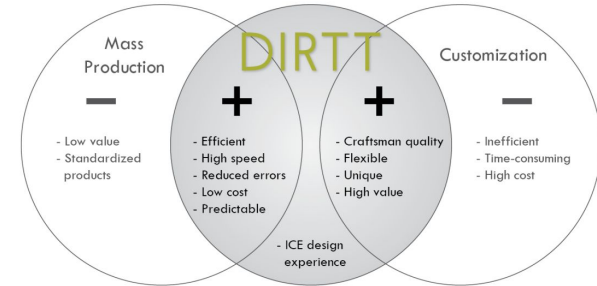 Mass
Production
DIRTT
Customization
- Low value
- Standardized
products
- Efficient
- High speed
- Reduced errors
- Low cost
- Predictable
- Craftsman quality
- Flexible
- Unique
- High value
- Inefficient
- Time-consuming
- High cost
- ICE design
experience